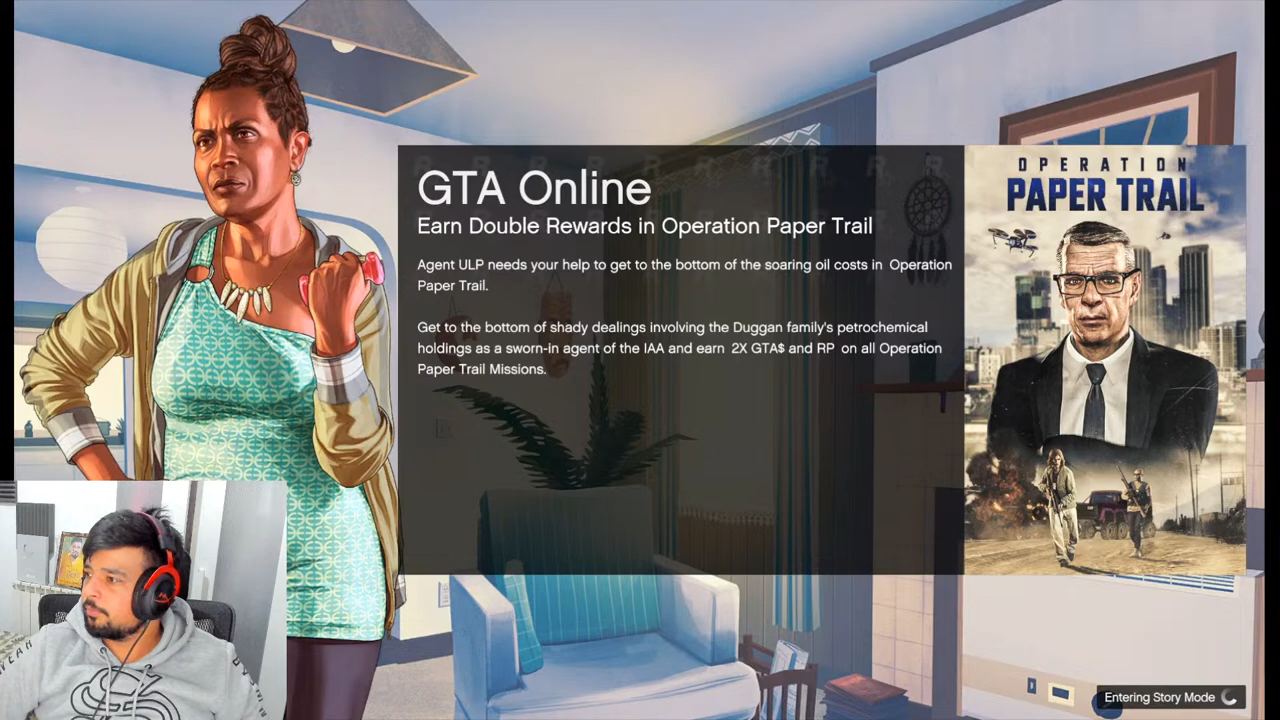 GTA Online
Earn Double Rewards in Operation Paper Trail
Agent ULP needs your help to get to the bottom of the soaring oil costs in Operation
Paper Trail.
Get to the bottom of shady dealings involving the Duggan family's petrochemical
holdings as a sworn-in agent of the IAA and earn 2X GTA$ and RP on all Operation
Paper Trail Missions.
OPERATION
PAPER TRAIL
Entering Story Mode